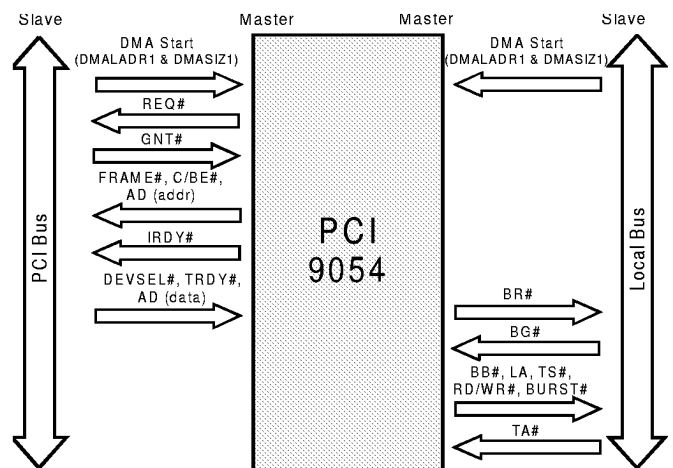 Slave
Master
Master
Slave
DMA Start
(DMALADR1 & DMASIZ1)
REQ#
GNT#
FRAME#, C/BE#,
AD (addr)
IRDY#
DEVSEL#, TRDY#,
AD (data)
PCI Bus
PCI
9054
DMA Start
(DMALADR1 & DMASIZ1)
BR#
BG#
BB#, LA, TS#,
RD/WR#, BURST#
TA#
Local Bus